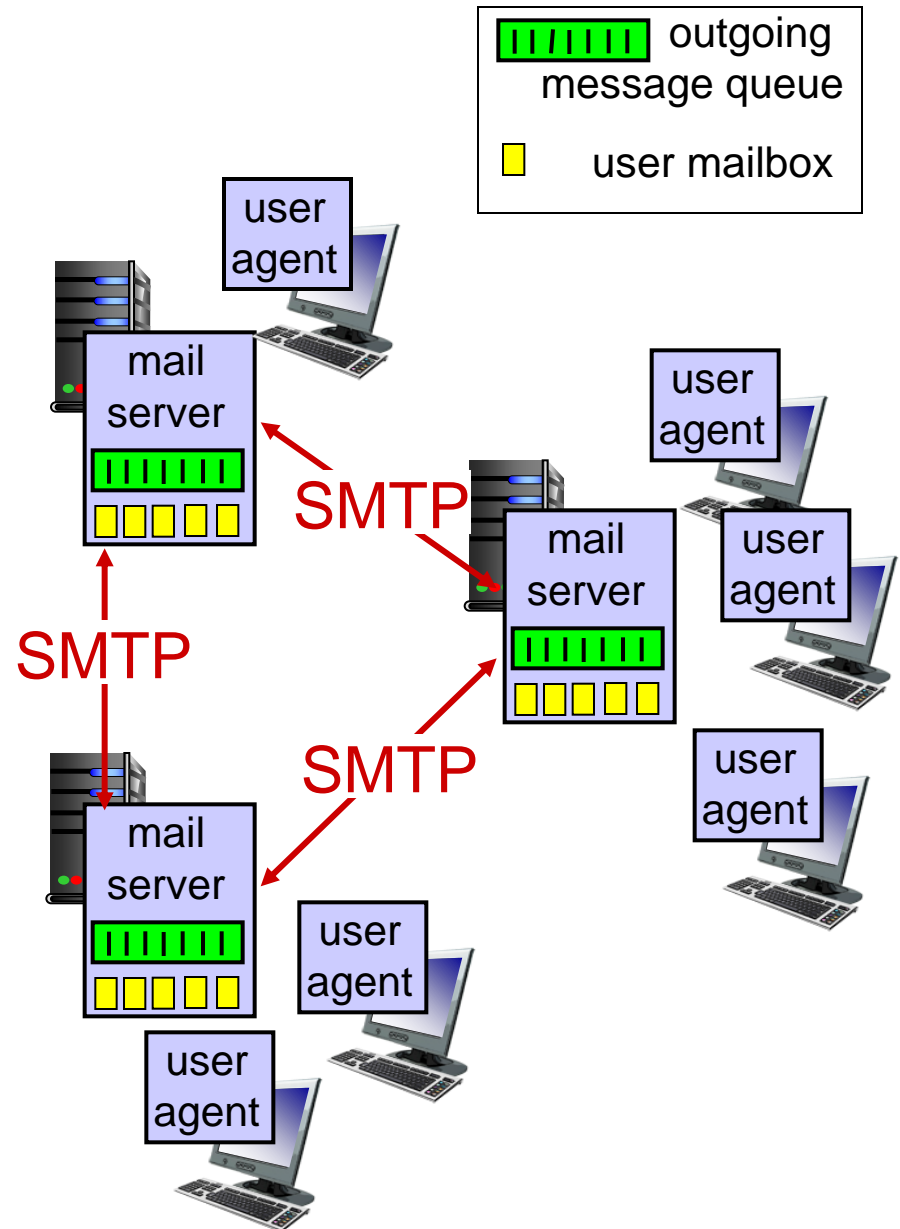 outgoing
message queue
user mailbox
user
agent
mail
server
SMTP
user
agent
mail
server
user
agent
SMTP
SMTP
user
agent
mail
server
user
agent
user
agent